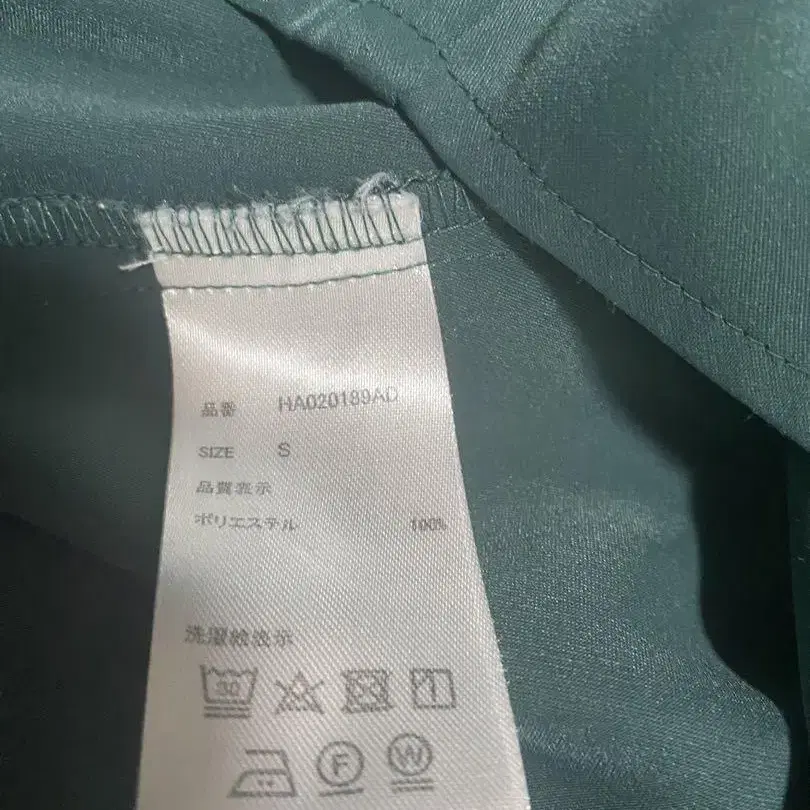 品番 HA020189AD
SIZE S
品質表示
ポリエステル 100%
洗濯絵表示
30
F W